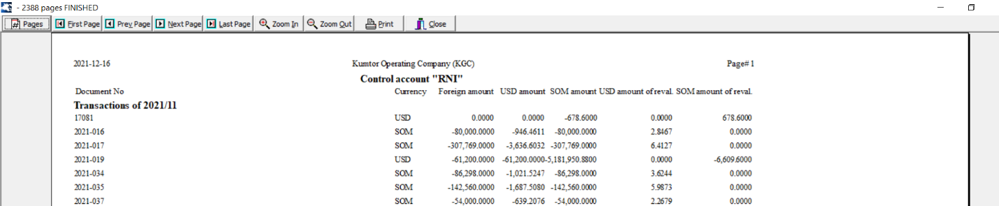 - 2388 pages FINISHED
Pages First Page Prev Page Next Page Last Page Zoom In Zoom Out Print Close
2021-12-16 Kumtor Operating Company (KGC) Page# 1
Control account "RNI"
Document No Currency Foreign amount USD amount SOM amount USD amount of reval. SOM amount of reval.
Transactions of 2021/11
17081 USD 0.0000 0.0000 -678.6000 0.0000 678.6000
2021-016 SOM -80,000.0000 -946.4611 -80,000.0000 2.8467 0.0000
2021-017 SOM -307,769.0000 -3,636.6032 -307,769.0000 6.4127 0.0000
2021-019 USD -61,200.0000 -61,200.0000 -5,181,950.8800 0.0000 -6,609.6000
2021-034 SOM -86,298.0000 -1,021.5247 -86,298.0000 3.6244 0.0000
2021-035 SOM -142,560.0000 -1,687.5080 -142,560.0000 5.9873 0.0000
2021-037 SOM -54,000.0000 -639.2076 -54,000.0000 2.2679 0.0000